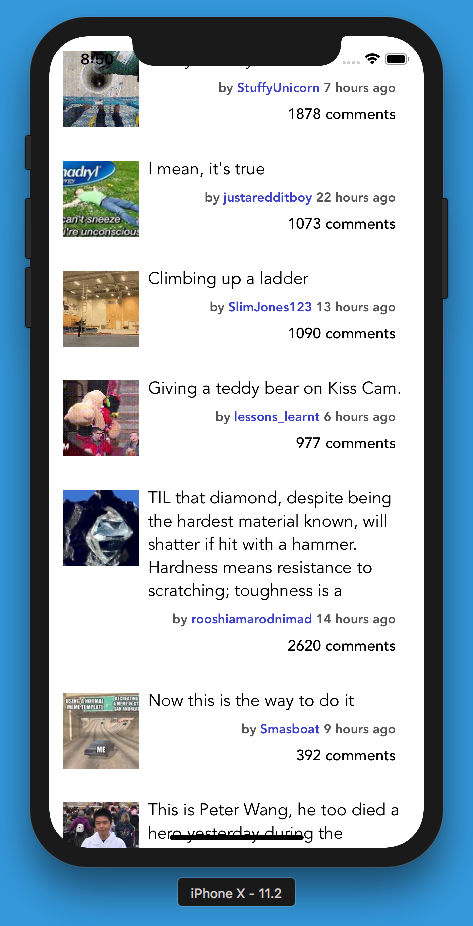 8:50
by StuffyUnicorn 7 hours ago
1878 comments
nadryl
ergy
can't sneeze
're unconscious
I mean, it's true
by justaredditboy 22 hours ago
1073 comments
Climbing up a ladder
by SlimJones123 13 hours ago
1090 comments
Giving a teddy bear on Kiss Cam.
by lessons_learnt 6 hours ago
977 comments
TIL that diamond, despite being
the hardest material known, will
shatter if hit with a hammer.
Hardness means resistance to
scratching; toughness is a
by rooshiamarodnimad 14 hours ago
2620 comments
USING A NORMAL
MEME TEMPLATE
ME
Now this is the way to do it
by Smasboat 9 hours ago
392 comments
This is Peter Wang, he too died a
hero yesterday during the
iPhone X - 11.2